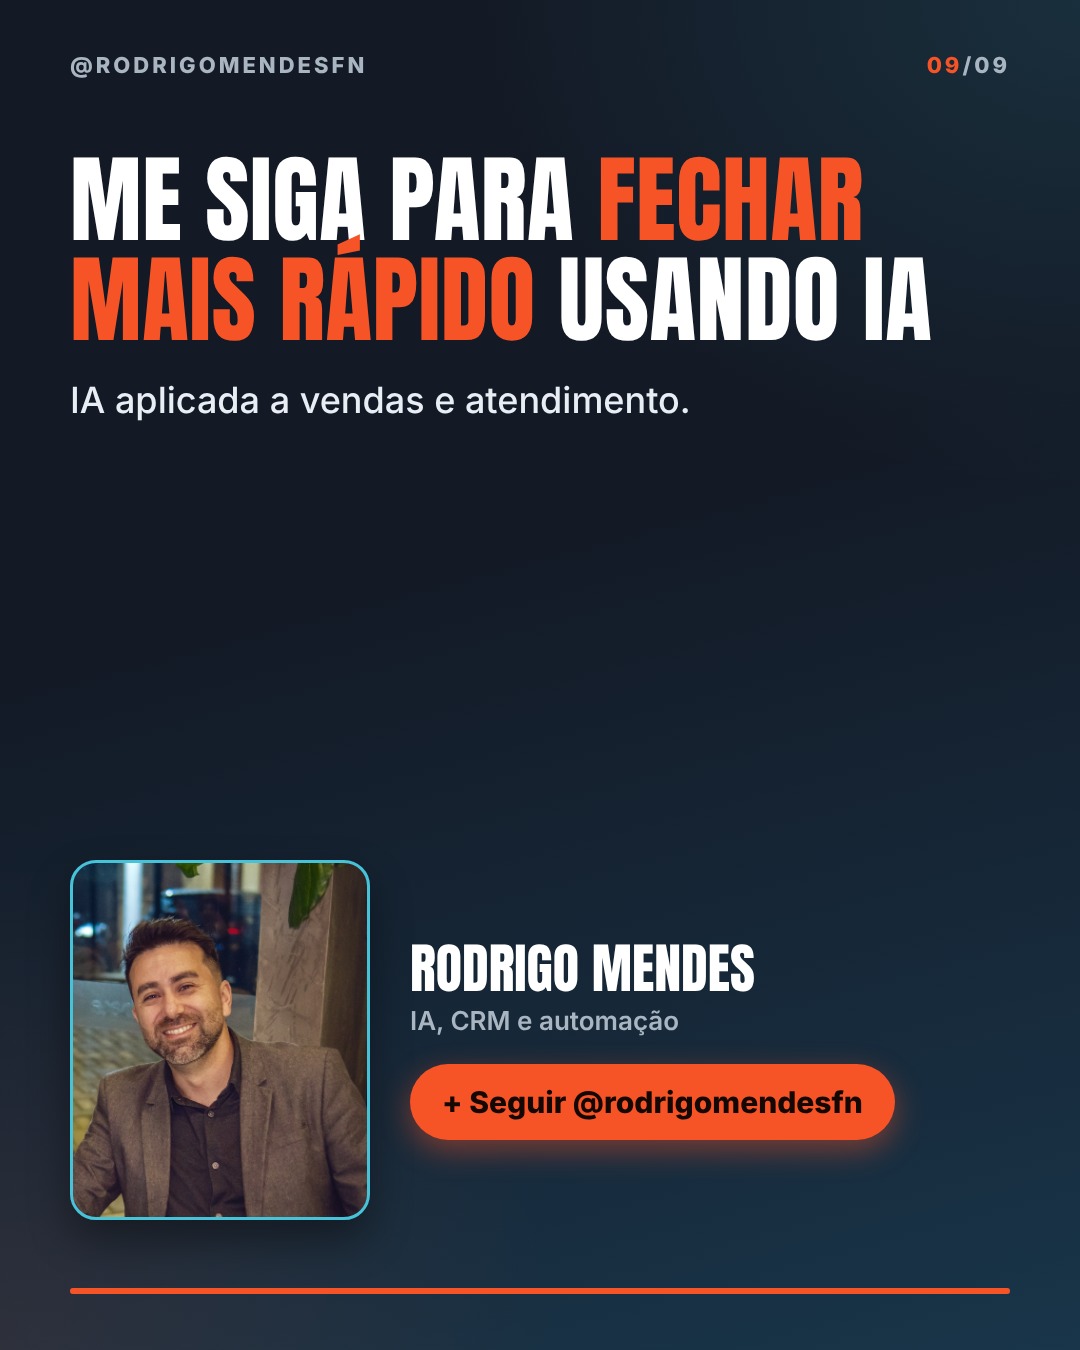 @RODRIGOMENDESFN
09/09
ME SIGA PARA FECHAR
MAIS RÁPIDO USANDO IA
IA aplicada a vendas e atendimento.
RODRIGO MENDES
IA, CRM e automação
+ Seguir @rodrigomendesfn